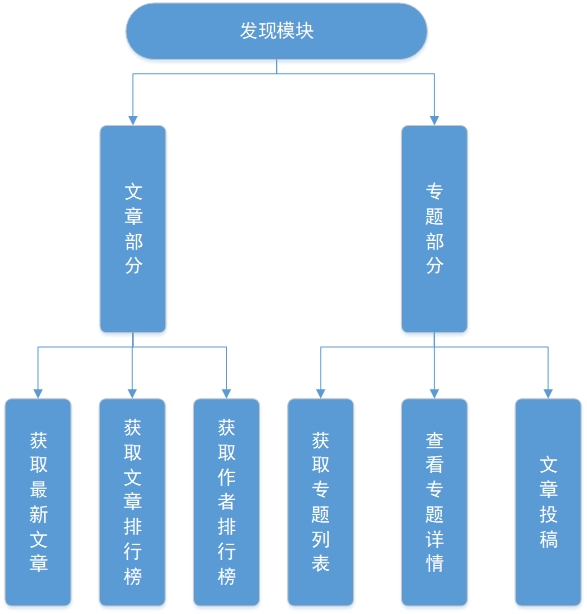 发现模块
文章部分
专题部分
获取最新文章
获取文章排行榜
获取作者排行榜
获取专题列表
查看专题详情
文章投稿